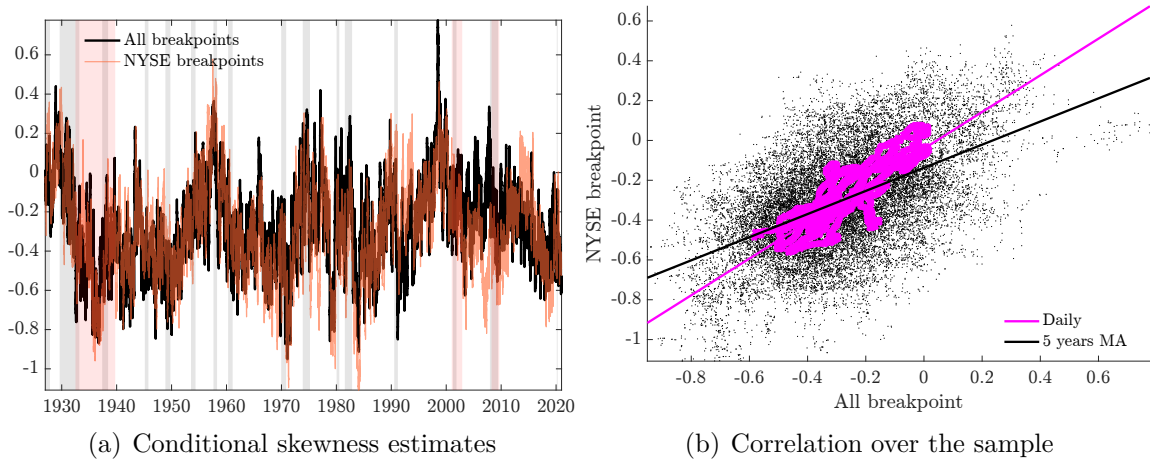 All breakpoints
NYSE breakpoints
0.6
0.4
0.2
0
-0.2
-0.4
-0.6
-0.8
-1
1930 1940 1950 1960 1970 1980 1990 2000 2010 2020
(a) Conditional skewness estimates
NYSE breakpoint
0.6
0.4
0.2
0
-0.2
-0.4
-0.6
-0.8
-1
Daily
5 years MA
-0.8 -0.6 -0.4 -0.2 0 0.2 0.4 0.6
All breakpoint
(b) Correlation over the sample